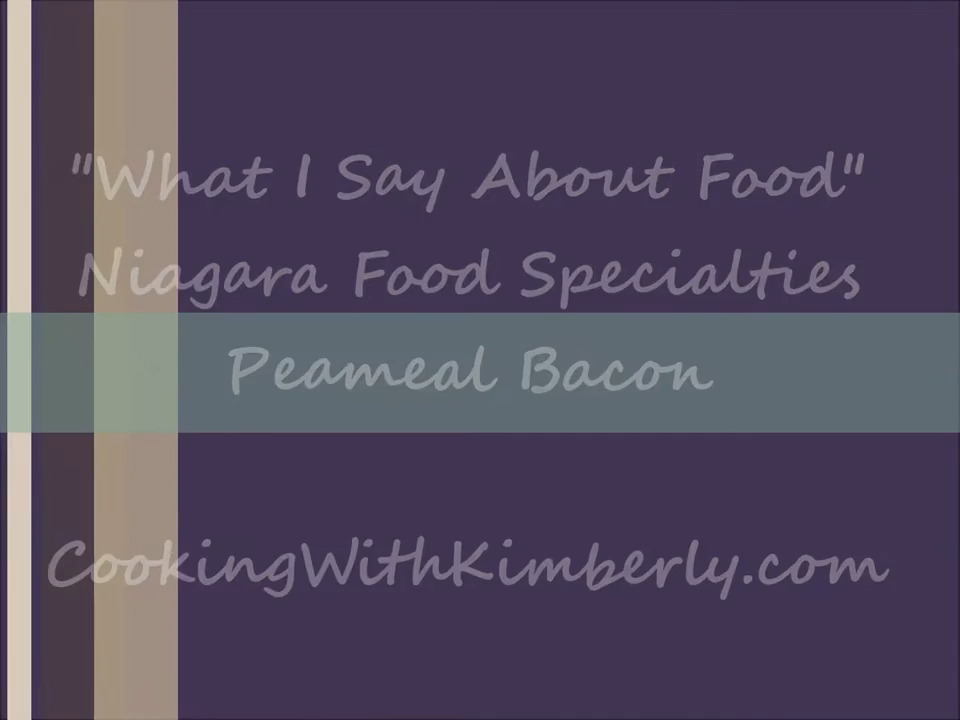 "What I Say About Food"
Niagara Food Specialties
Peameal Bacon
CookingWithKimberly.com